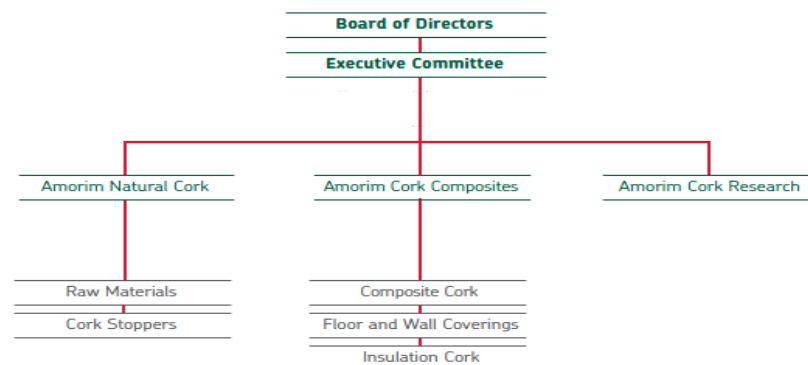 Board of Directors
Executive Committee
Amorim Natural Cork
Amorim Cork Composites
Amorim Cork Research
Raw Materials
Composite Cork
Cork Stoppers
Floor and Wall Coverings
Insulation Cork